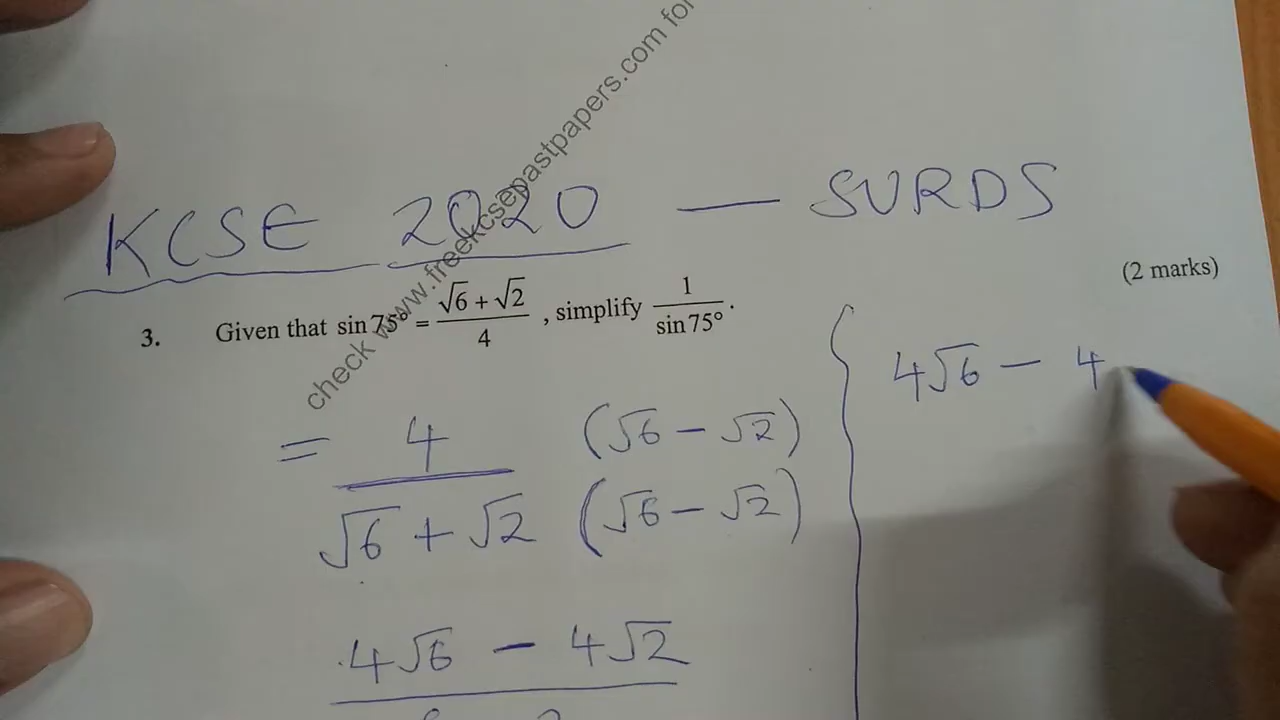 check www.freekcsepastpapers.com for
KCSE 2020 — SURDS
(2 marks)
3. Given that sin 75° = (√6 + √2)/4, simplify 1/sin 75°.
= 4 (√6 − √2)
√6 + √2 (√6 − √2)
4√6 − 4√2
4√6 − 4